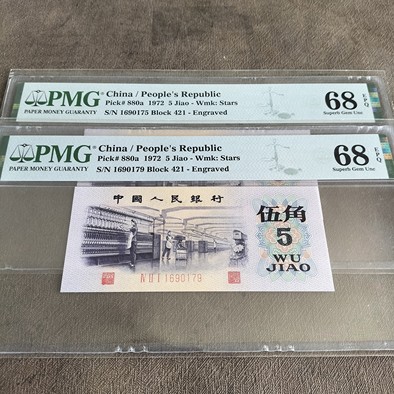 PMG
PAPER MONEY GUARANTY
China / People's Republic
Pick# 880a 1972 5 Jiao - Wmk: Stars
S/N 1690175 Block 421 - Engraved
68
EPQ
Superb Gem Unc
PMG
PAPER MONEY GUARANTY
China / People's Republic
Pick# 880a 1972 5 Jiao - Wmk: Stars
S/N 1690179 Block 421 - Engraved
68
EPQ
Superb Gem Unc
中國人民銀行
伍角
5
WU
JIAO
IV II I 1690179